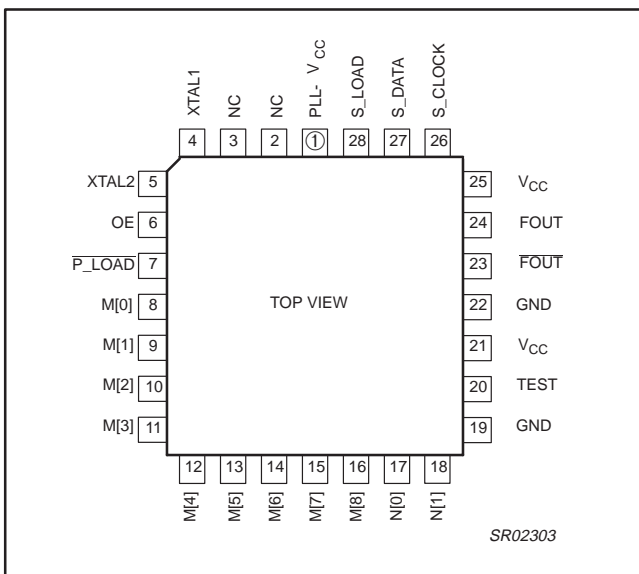 XTAL1 NC NC PLL- VCC S_LOAD S_DATA S_CLOCK
4 3 2 1 28 27 26
XTAL2 5 25 VCC
OE 6 24 FOUT
P_LOAD 7 23 FOUT
M[0] 8 TOP VIEW 22 GND
M[1] 9 21 VCC
M[2] 10 20 TEST
M[3] 11 19 GND
12 13 14 15 16 17 18
M[4] M[5] M[6] M[7] M[8] N[0] N[1]
SR02303